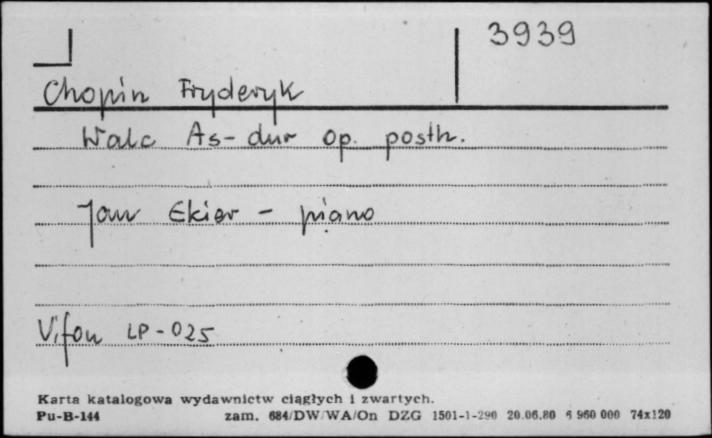 3939
Chopin Fryderyk
Walc As-dur op. posth.
Jan Ekier - piano
Vifon LP-025
Karta katalogowa wydawnictw ciągłych i zwartych.
Pu-B-144 zam. 684/DW/WA/On DZG 1501-1-290 20.06.80 6 960 000 74x120